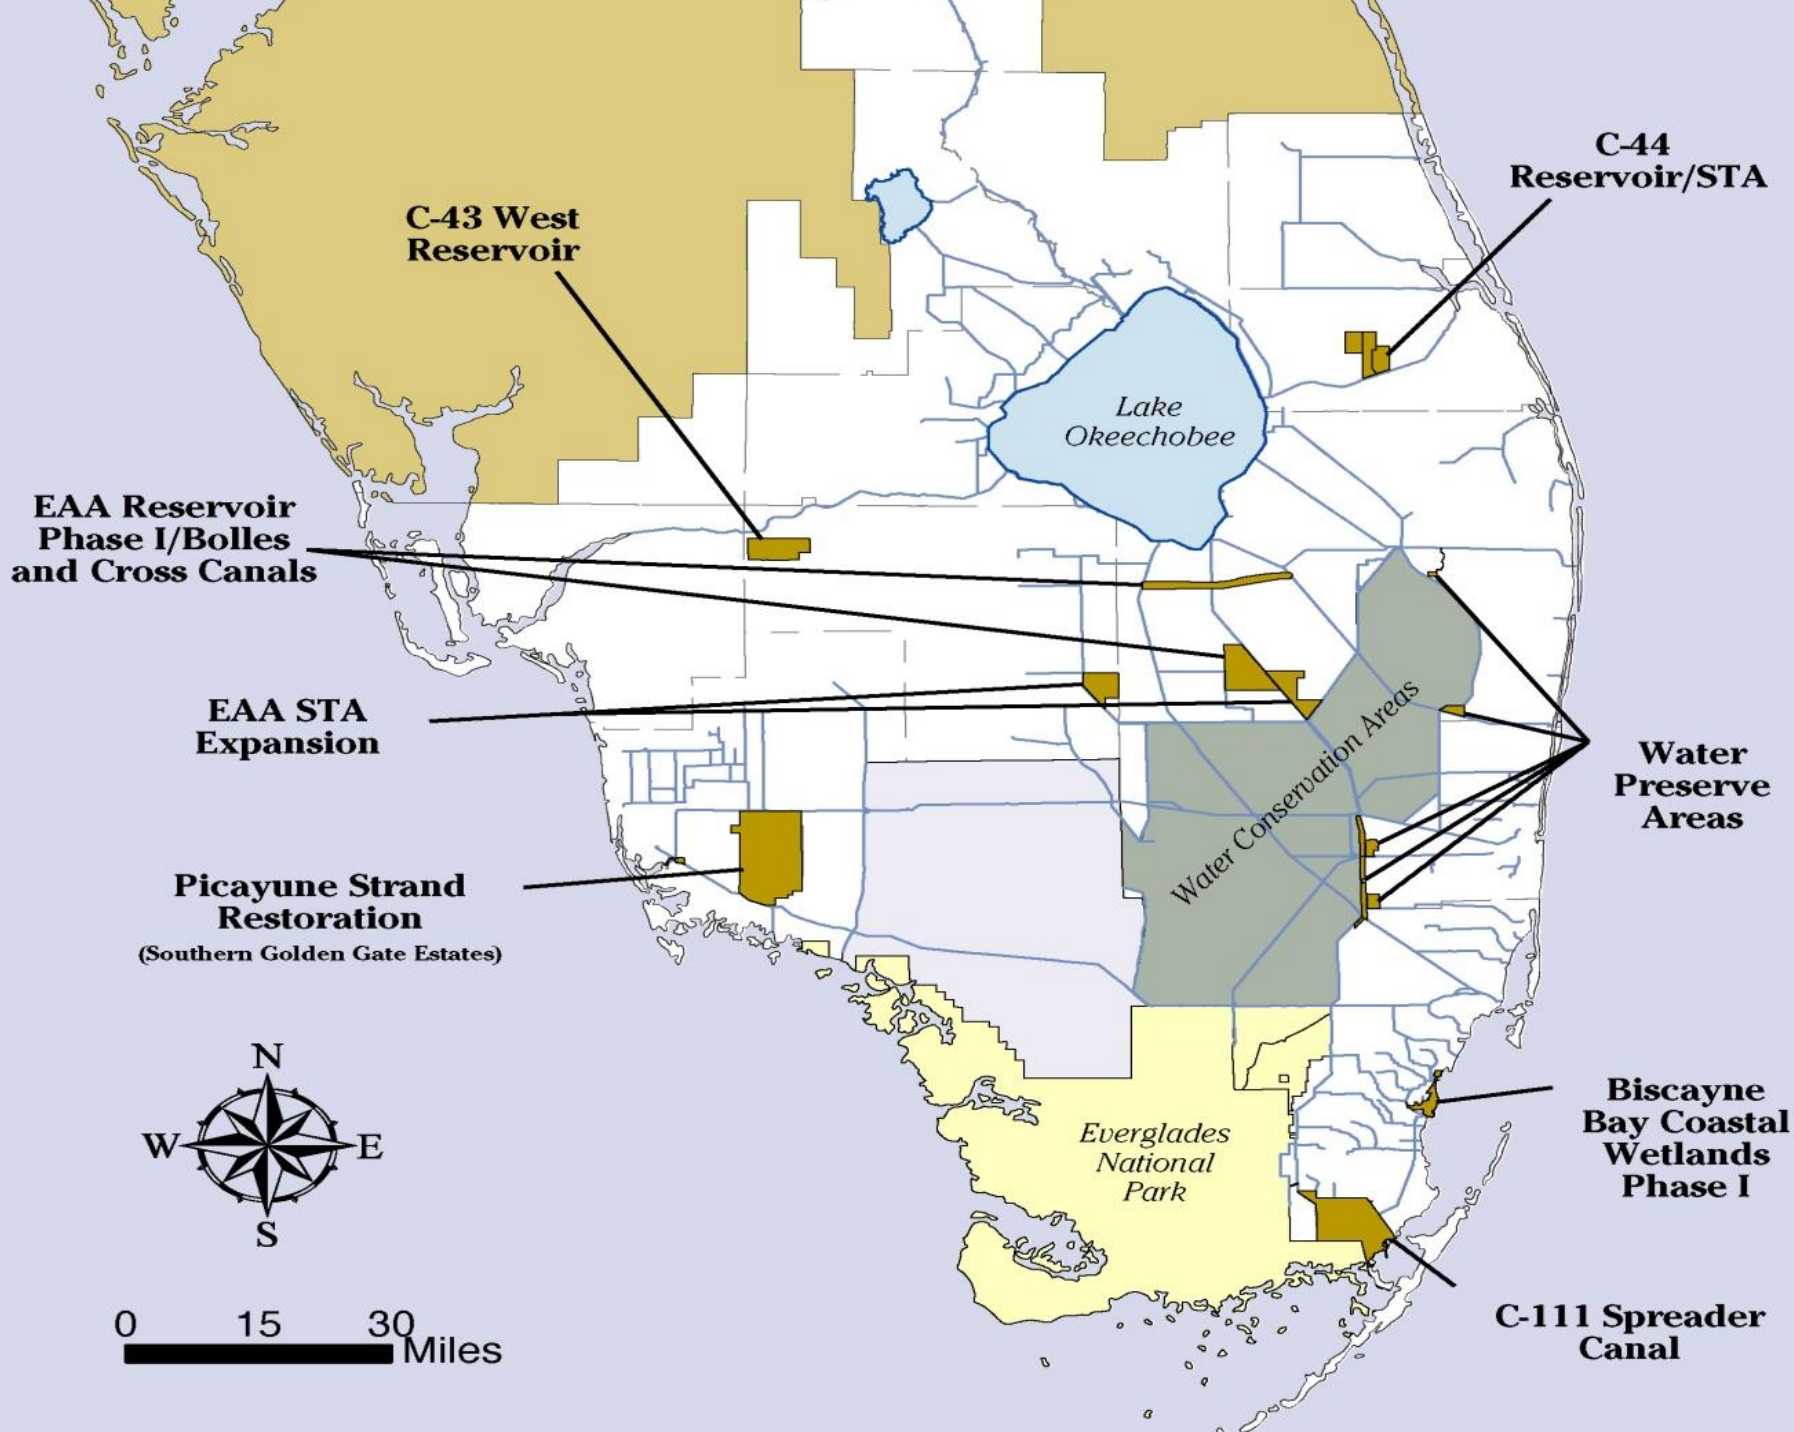 C-44
Reservoir/STA
C-43 West
Reservoir
Lake
Okeechobee
EAA Reservoir
Phase I/Bolles
and Cross Canals
EAA STA
Expansion
Water Conservation Areas
Water
Preserve
Areas
Picayune Strand
Restoration
(Southern Golden Gate Estates)
N
W
E
S
Everglades
National
Park
Biscayne
Bay Coastal
Wetlands
Phase I
C-111 Spreader
Canal
0 15 30
Miles